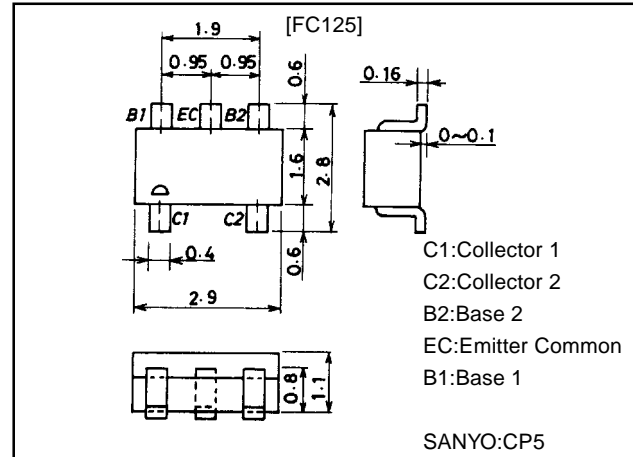 [FC125]
1.9
0.95 0.95
0.6
B1 EC B2
1.6
2.8
C1 C2
0.4
0.6
2.9
0.16
0~0.1
C1:Collector 1
C2:Collector 2
B2:Base 2
EC:Emitter Common
B1:Base 1
0.8
1.1
SANYO:CP5